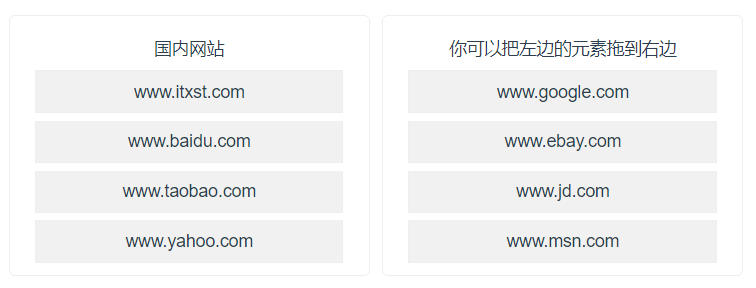 国内网站
www.itxst.com
www.baidu.com
www.taobao.com
www.yahoo.com
你可以把左边的元素拖到右边
www.google.com
www.ebay.com
www.jd.com
www.msn.com